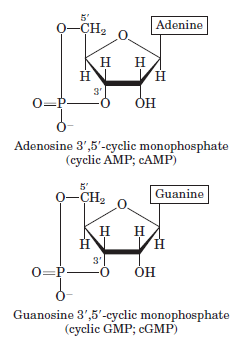 5′
O—CH₂ O Adenine
H H
H H
3′
O=P—O OH
O⁻
Adenosine 3′,5′-cyclic monophosphate
(cyclic AMP; cAMP)
5′
O—CH₂ O Guanine
H H
H H
3′
O=P—O OH
O⁻
Guanosine 3′,5′-cyclic monophosphate
(cyclic GMP; cGMP)